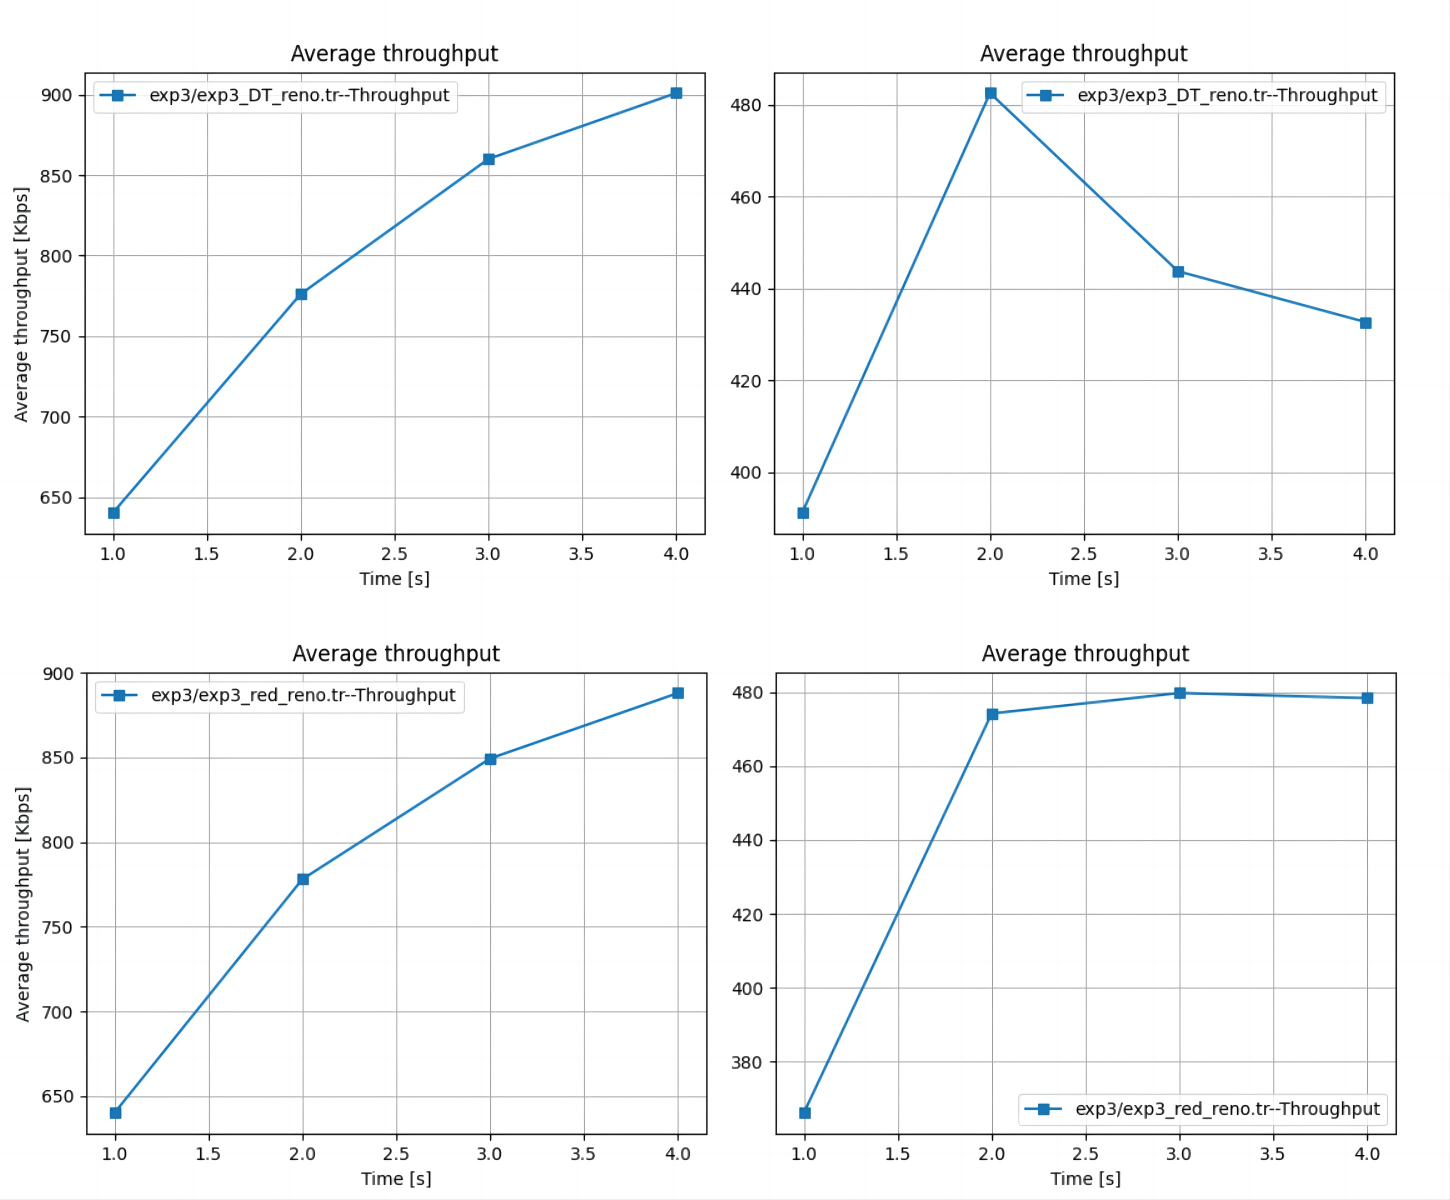 Average throughput
exp3/exp3_DT_reno.tr--Throughput
Average throughput [Kbps]
900
850
800
750
700
650
1.0 1.5 2.0 2.5 3.0 3.5 4.0
Time [s]
Average throughput
exp3/exp3_DT_reno.tr--Throughput
480
460
440
420
400
1.0 1.5 2.0 2.5 3.0 3.5 4.0
Time [s]
Average throughput
exp3/exp3_red_reno.tr--Throughput
Average throughput [Kbps]
900
850
800
750
700
650
1.0 1.5 2.0 2.5 3.0 3.5 4.0
Time [s]
Average throughput
480
460
440
420
400
380
exp3/exp3_red_reno.tr--Throughput
1.0 1.5 2.0 2.5 3.0 3.5 4.0
Time [s]